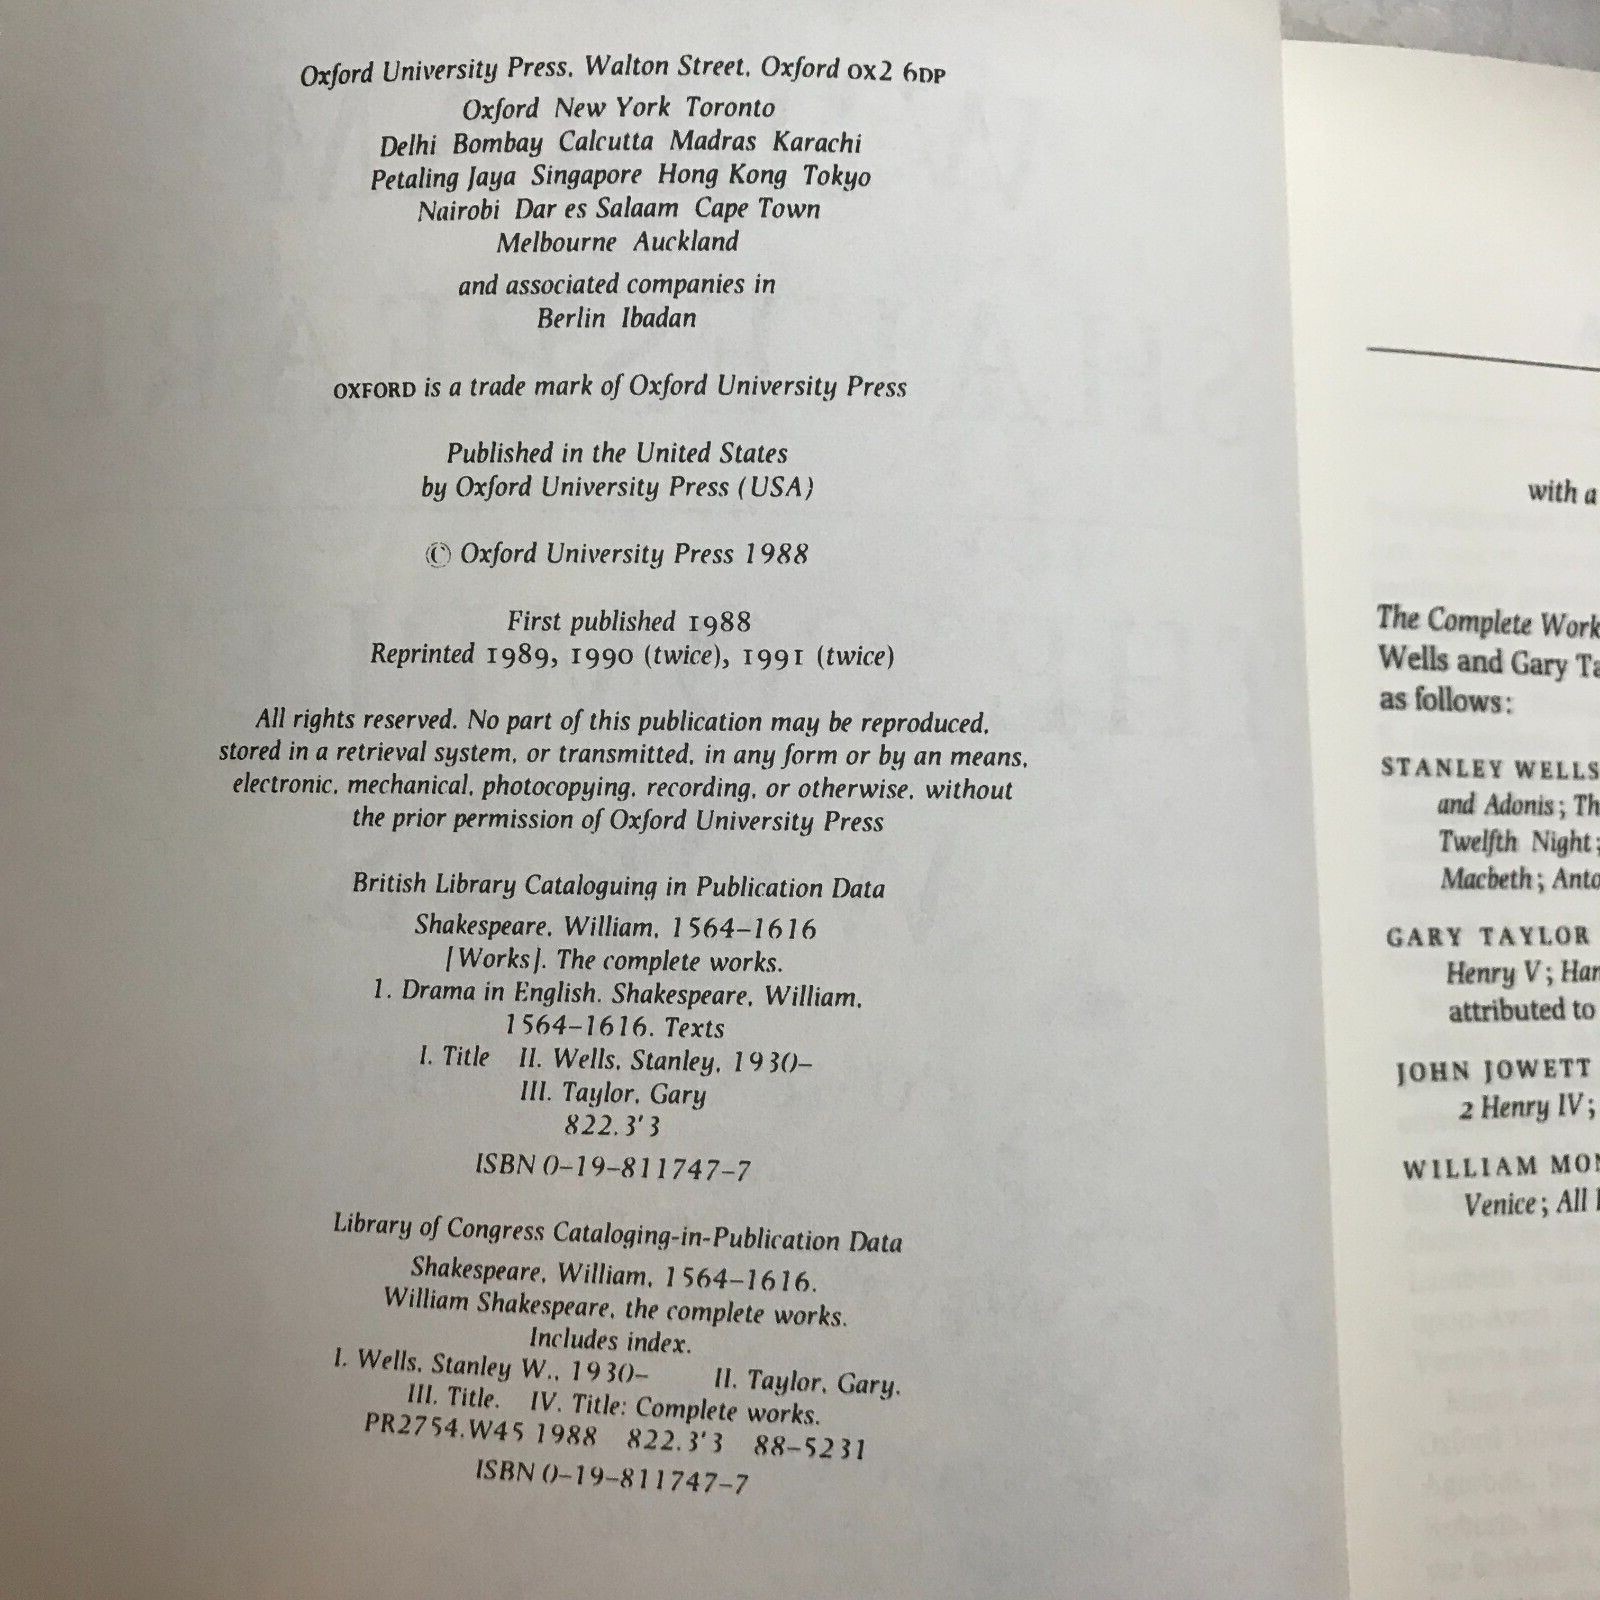 Oxford University Press, Walton Street, Oxford OX2 6DP
Oxford New York Toronto
Delhi Bombay Calcutta Madras Karachi
Petaling Jaya Singapore Hong Kong Tokyo
Nairobi Dar es Salaam Cape Town
Melbourne Auckland
and associated companies in
Berlin Ibadan
OXFORD is a trade mark of Oxford University Press
Published in the United States
by Oxford University Press (USA)
© Oxford University Press 1988
First published 1988
Reprinted 1989, 1990 (twice), 1991 (twice)
All rights reserved. No part of this publication may be reproduced,
stored in a retrieval system, or transmitted, in any form or by an means,
electronic, mechanical, photocopying, recording, or otherwise, without
the prior permission of Oxford University Press
British Library Cataloguing in Publication Data
Shakespeare, William, 1564–1616
[Works]. The complete works.
1. Drama in English. Shakespeare, William,
1564–1616. Texts
I. Title II. Wells, Stanley, 1930–
III. Taylor, Gary
822.3'3
ISBN 0–19–811747–7
Library of Congress Cataloging-in-Publication Data
Shakespeare, William, 1564–1616.
William Shakespeare, the complete works.
Includes index.
I. Wells, Stanley W., 1930– II. Taylor, Gary.
III. Title. IV. Title: Complete works.
PR2754.W45 1988 822.3'3 88–5231
ISBN 0–19–811747–7
with a
The Complete Work
Wells and Gary Ta
as follows:
STANLEY WELLS
and Adonis; Th
Twelfth Night;
Macbeth; Anto
GARY TAYLOR
Henry V; Ham
attributed to
JOHN JOWETT
2 Henry IV;
WILLIAM MON
Venice; All